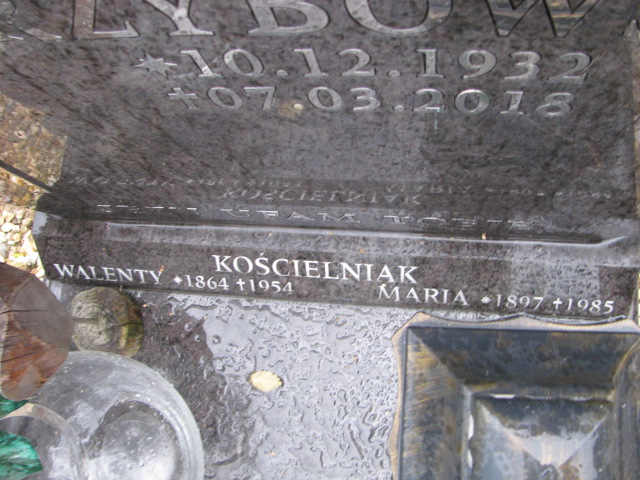 * 10.12.1932
+ 07.03.2018
KOŚCIELNIAK
WALENTY *1864 +1954 MARIA *1897 +1985